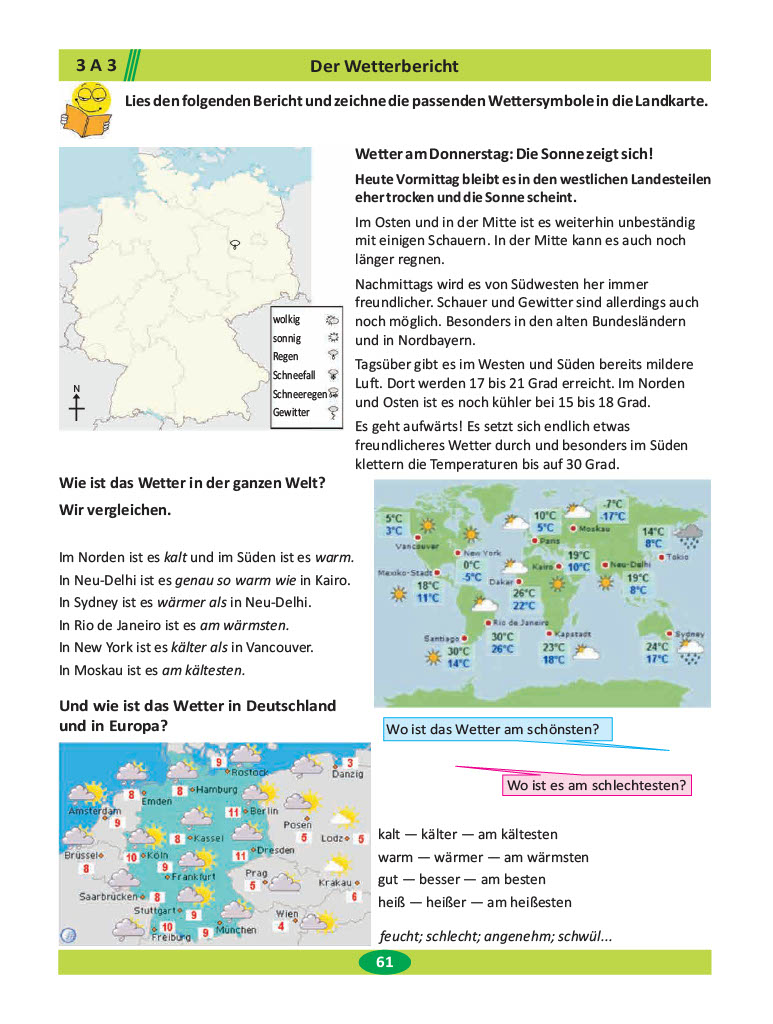 3 A 3
Der Wetterbericht
Lies den folgenden Bericht und zeichne die passenden Wettersymbole in die Landkarte.
wolkig
sonnig
Regen
Schneefall
Schneeregen
Gewitter
N
Wetter am Donnerstag: Die Sonne zeigt sich!
Heute Vormittag bleibt es in den westlichen Landesteilen
eher trocken und die Sonne scheint.
Im Osten und in der Mitte ist es weiterhin unbeständig
mit einigen Schauern. In der Mitte kann es auch noch
länger regnen.
Nachmittags wird es von Südwesten her immer
freundlicher. Schauer und Gewitter sind allerdings auch
noch möglich. Besonders in den alten Bundesländern
und in Nordbayern.
Tagsüber gibt es im Westen und Süden bereits mildere
Luft. Dort werden 17 bis 21 Grad erreicht. Im Norden
und Osten ist es noch kühler bei 15 bis 18 Grad.
Es geht aufwärts! Es setzt sich endlich etwas
freundlicheres Wetter durch und besonders im Süden
klettern die Temperaturen bis auf 30 Grad.
Wie ist das Wetter in der ganzen Welt?
Wir vergleichen.
Im Norden ist es kalt und im Süden ist es warm.
In Neu-Delhi ist es genau so warm wie in Kairo.
In Sydney ist es wärmer als in Neu-Delhi.
In Rio de Janeiro ist es am wärmsten.
In New York ist es kälter als in Vancouver.
In Moskau ist es am kältesten.
5°C
3°C
Vancouver
New York
0°C
-5°C
Mexiko-Stadt
18°C
11°C
10°C
5°C
Paris
-7°C
-17°C
Moskau
14°C
8°C
Tokio
19°C
10°C
Kairo
Neu-Delhi
19°C
8°C
Dakar
26°C
22°C
Rio de Janeiro
30°C
26°C
Santiago
30°C
14°C
Kapstadt
23°C
18°C
Sydney
24°C
17°C
Und wie ist das Wetter in Deutschland
und in Europa?
9
Rostock
3
Danzig
8
Hamburg
8
Emden
Amsterdam
9
11
Berlin
Posen
5
Lodz
5
8
Kassel
Brüssel
8
10
Köln
9
Frankfurt
11
Dresden
Prag
5
Krakau
6
Saarbrücken
8
Stuttgart
9
Wien
4
10
Freiburg
9
München
Wo ist das Wetter am schönsten?
Wo ist es am schlechtesten?
kalt — kälter — am kältesten
warm — wärmer — am wärmsten
gut — besser — am besten
heiß — heißer — am heißesten
feucht; schlecht; angenehm; schwül...
61